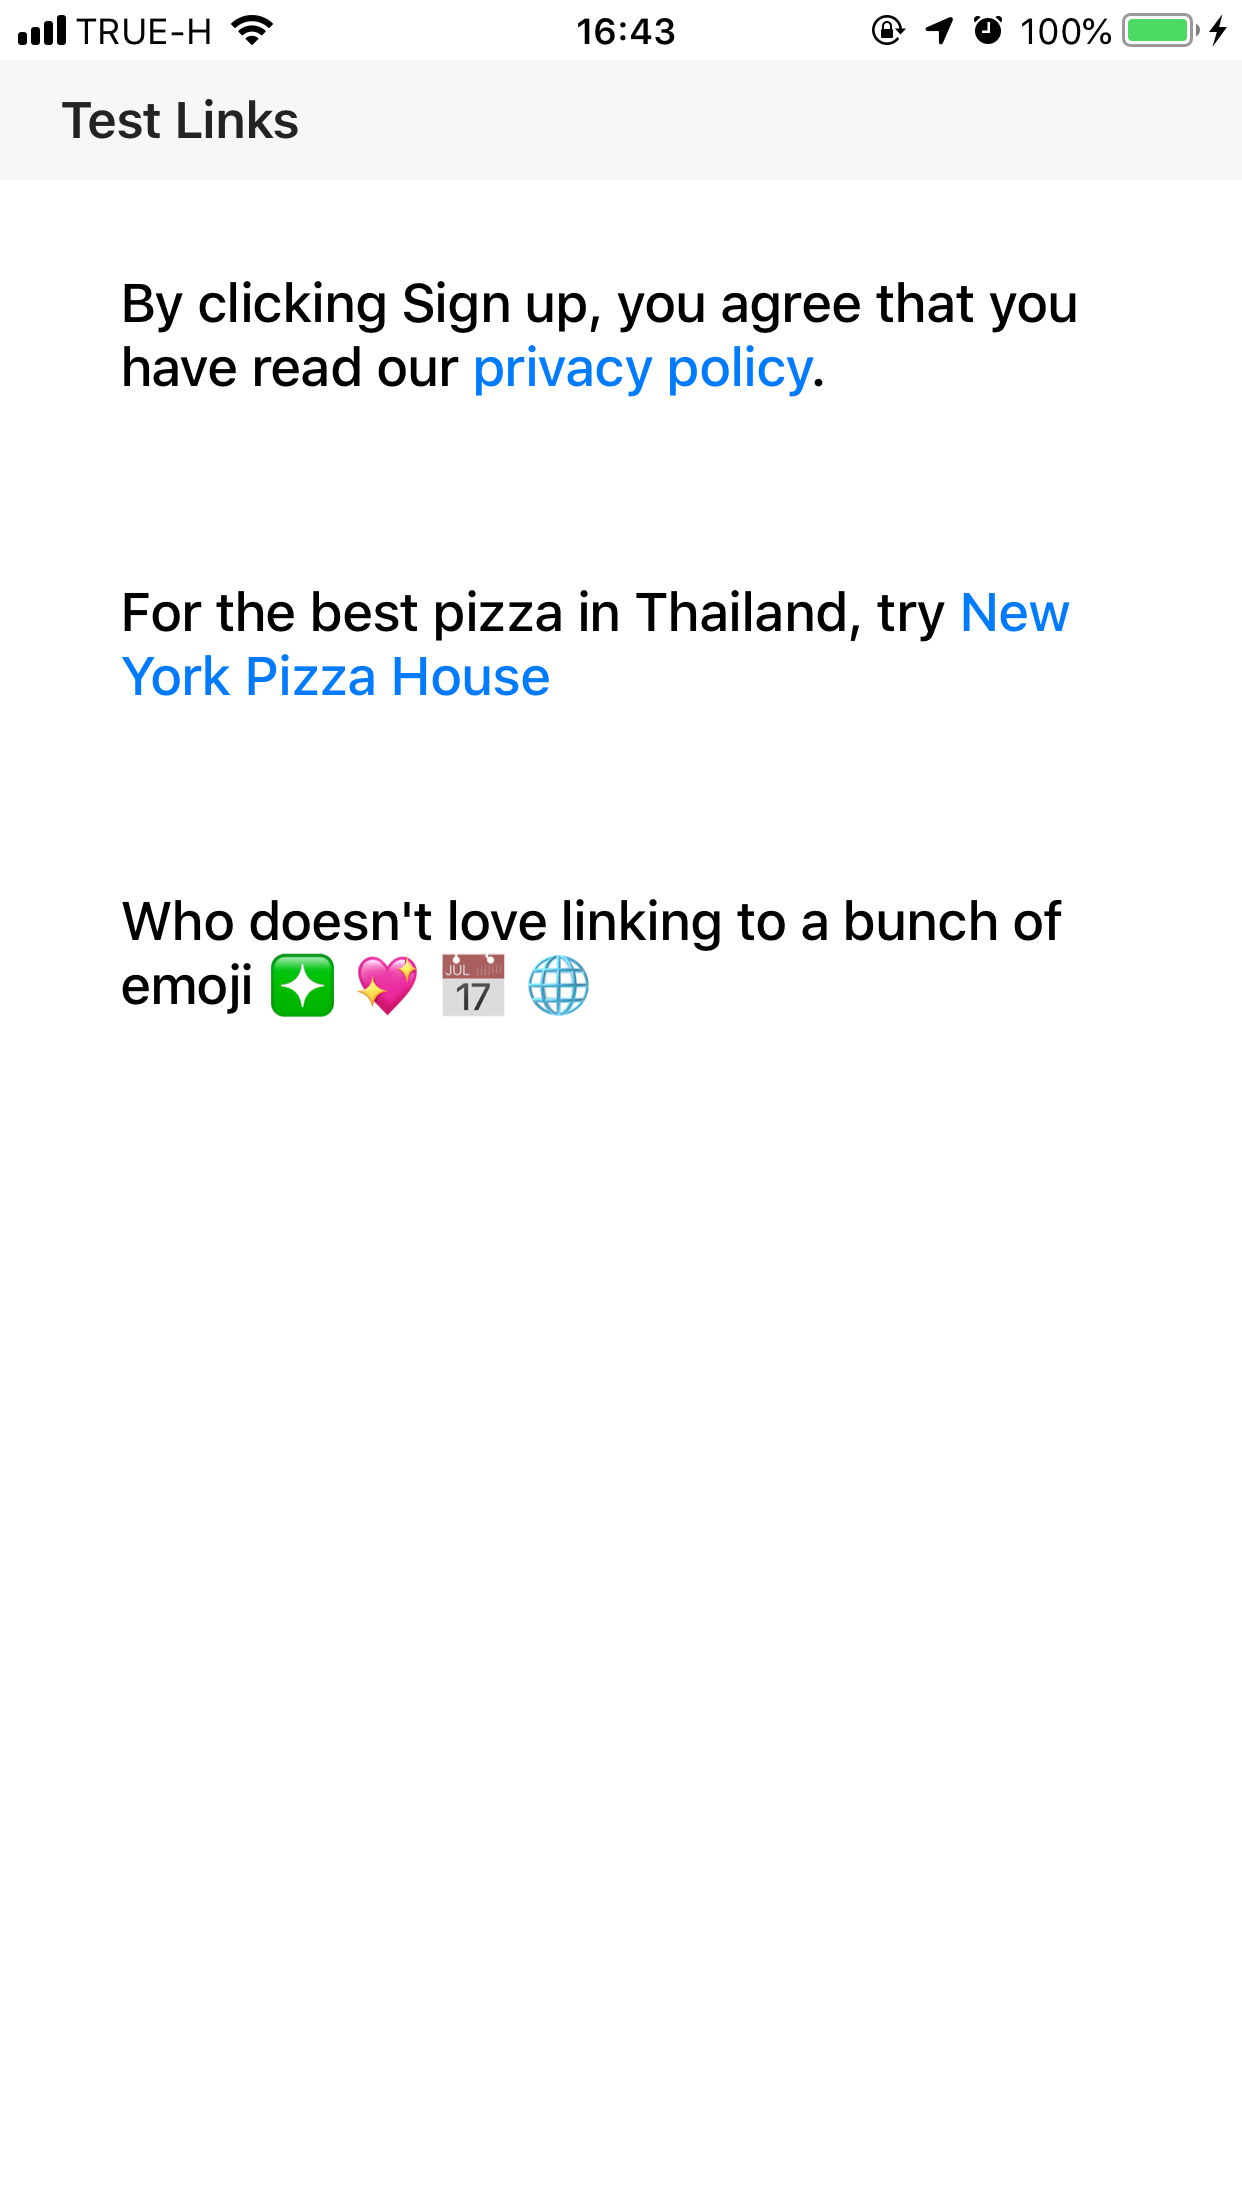 TRUE-H 16:43 100%
Test Links
By clicking Sign up, you agree that you
have read our privacy policy.
For the best pizza in Thailand, try New
York Pizza House
Who doesn't love linking to a bunch of
emoji ❇️ 💖 📅 🌐
JUL
17